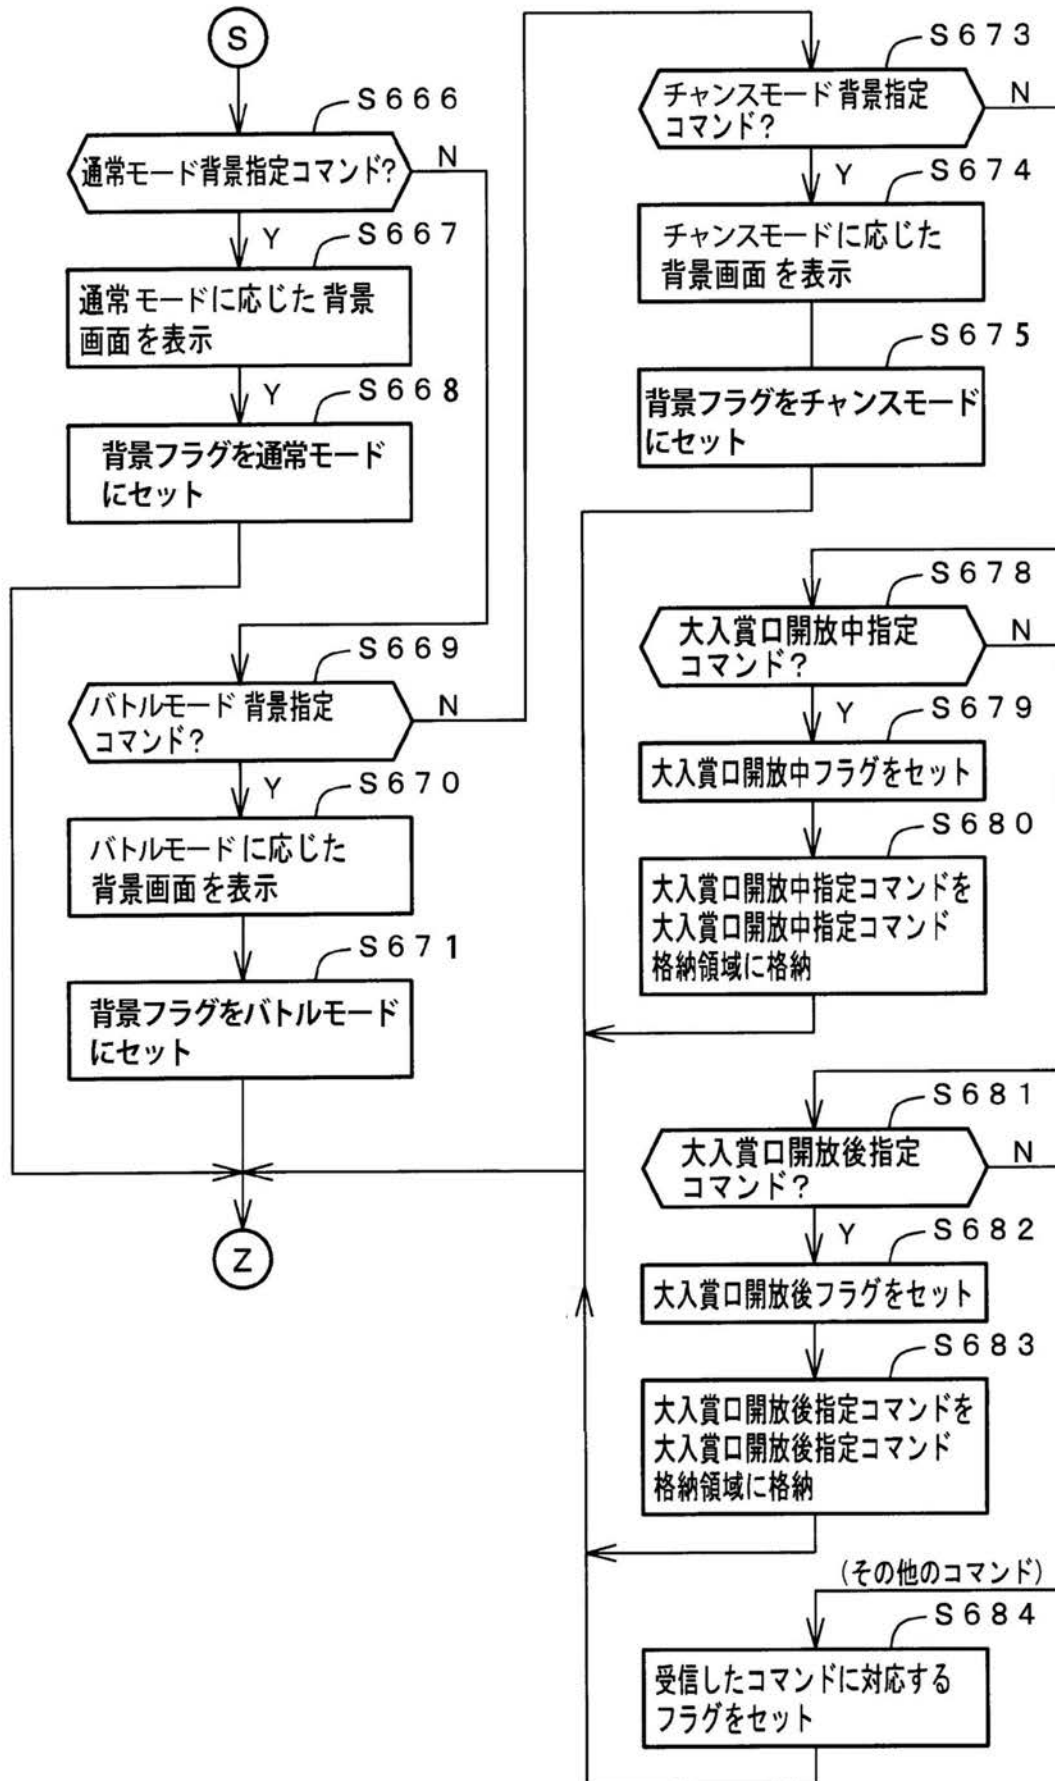 S
S666
通常モード背景指定コマンド?
N
Y
S667
通常モードに応じた背景
画面を表示
Y
S668
背景フラグを通常モード
にセット
S669
バトルモード背景指定
コマンド?
N
Y
S670
バトルモードに応じた
背景画面を表示
S671
背景フラグをバトルモード
にセット
Z
S673
チャンスモード背景指定
コマンド?
N
Y
S674
チャンスモードに応じた
背景画面を表示
S675
背景フラグをチャンスモード
にセット
S678
大入賞口開放中指定
コマンド?
N
Y
S679
大入賞口開放中フラグをセット
S680
大入賞口開放中指定コマンドを
大入賞口開放中指定コマンド
格納領域に格納
S681
大入賞口開放後指定
コマンド?
N
Y
S682
大入賞口開放後フラグをセット
S683
大入賞口開放後指定コマンドを
大入賞口開放後指定コマンド
格納領域に格納
(その他のコマンド)
S684
受信したコマンドに対応する
フラグをセット